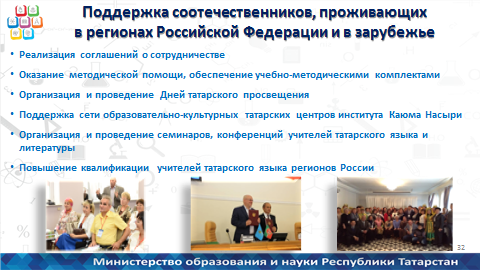 Поддержка соотечественников, проживающих
в регионах Российской Федерации и в зарубежье
• Реализация соглашений о сотрудничестве
• Оказание методической помощи, обеспечение учебно-методическими комплектами
• Организация и проведение Дней татарского просвещения
• Поддержка сети образовательно-культурных татарских центров института Каюма Насыри
• Организация и проведение семинаров, конференций учителей татарского языка и
литературы
• Повышение квалификации учителей татарского языка регионов России
32
Министерство образования и науки Республики Татарстан